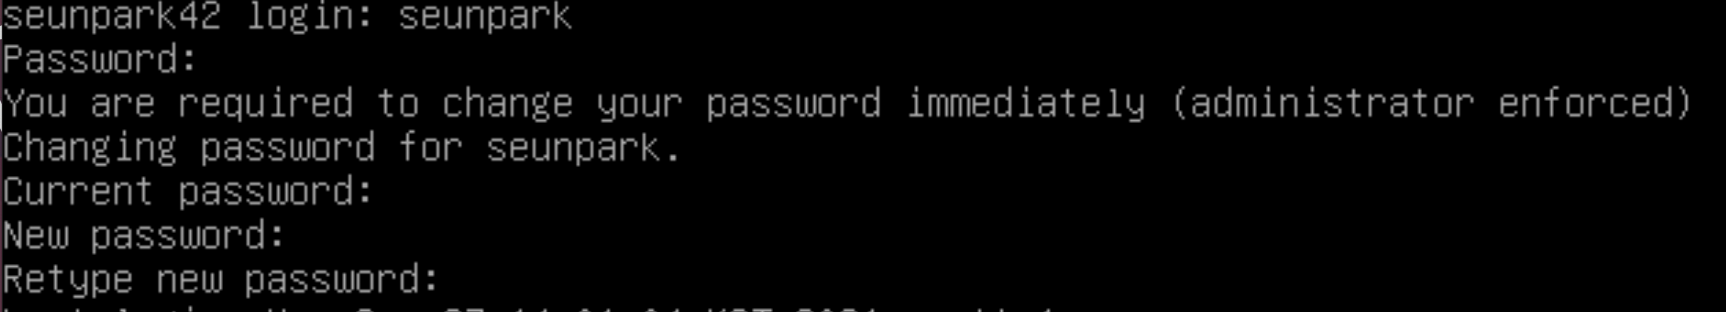 seunpark42 login: seunpark
Password:
You are required to change your password immediately (administrator enforced)
Changing password for seunpark.
Current password:
New password:
Retype new password: